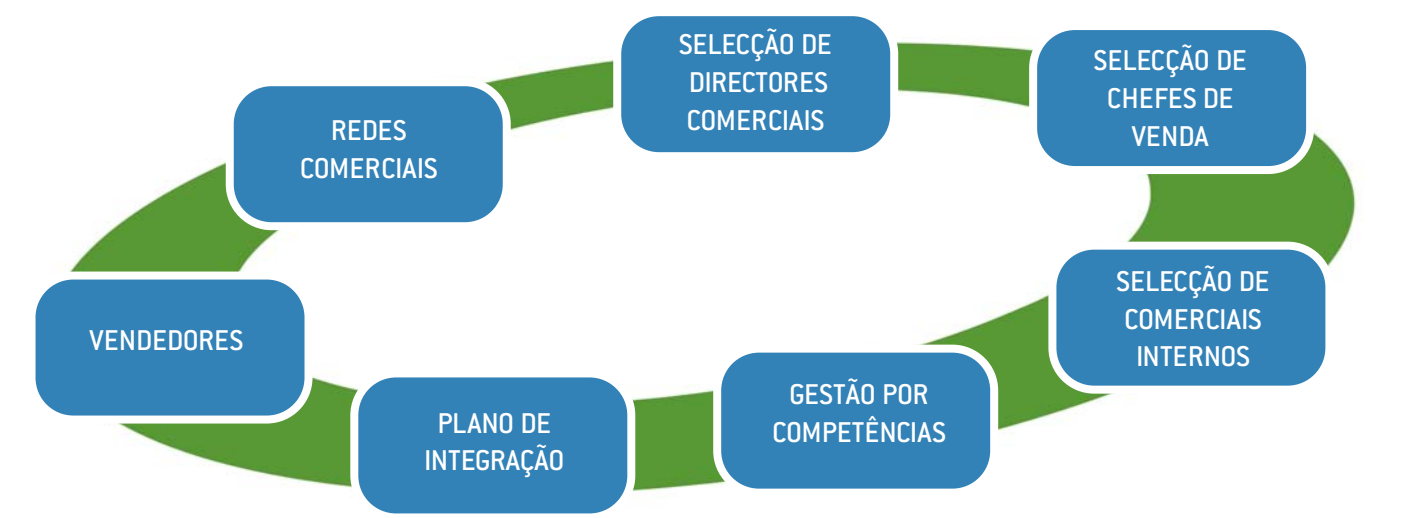 SELECÇÃO DE
DIRECTORES
COMERCIAIS
SELECÇÃO DE
CHEFES DE
VENDA
REDES
COMERCIAIS
SELECÇÃO DE
COMERCIAIS
INTERNOS
VENDEDORES
GESTÃO POR
COMPETÊNCIAS
PLANO DE
INTEGRAÇÃO